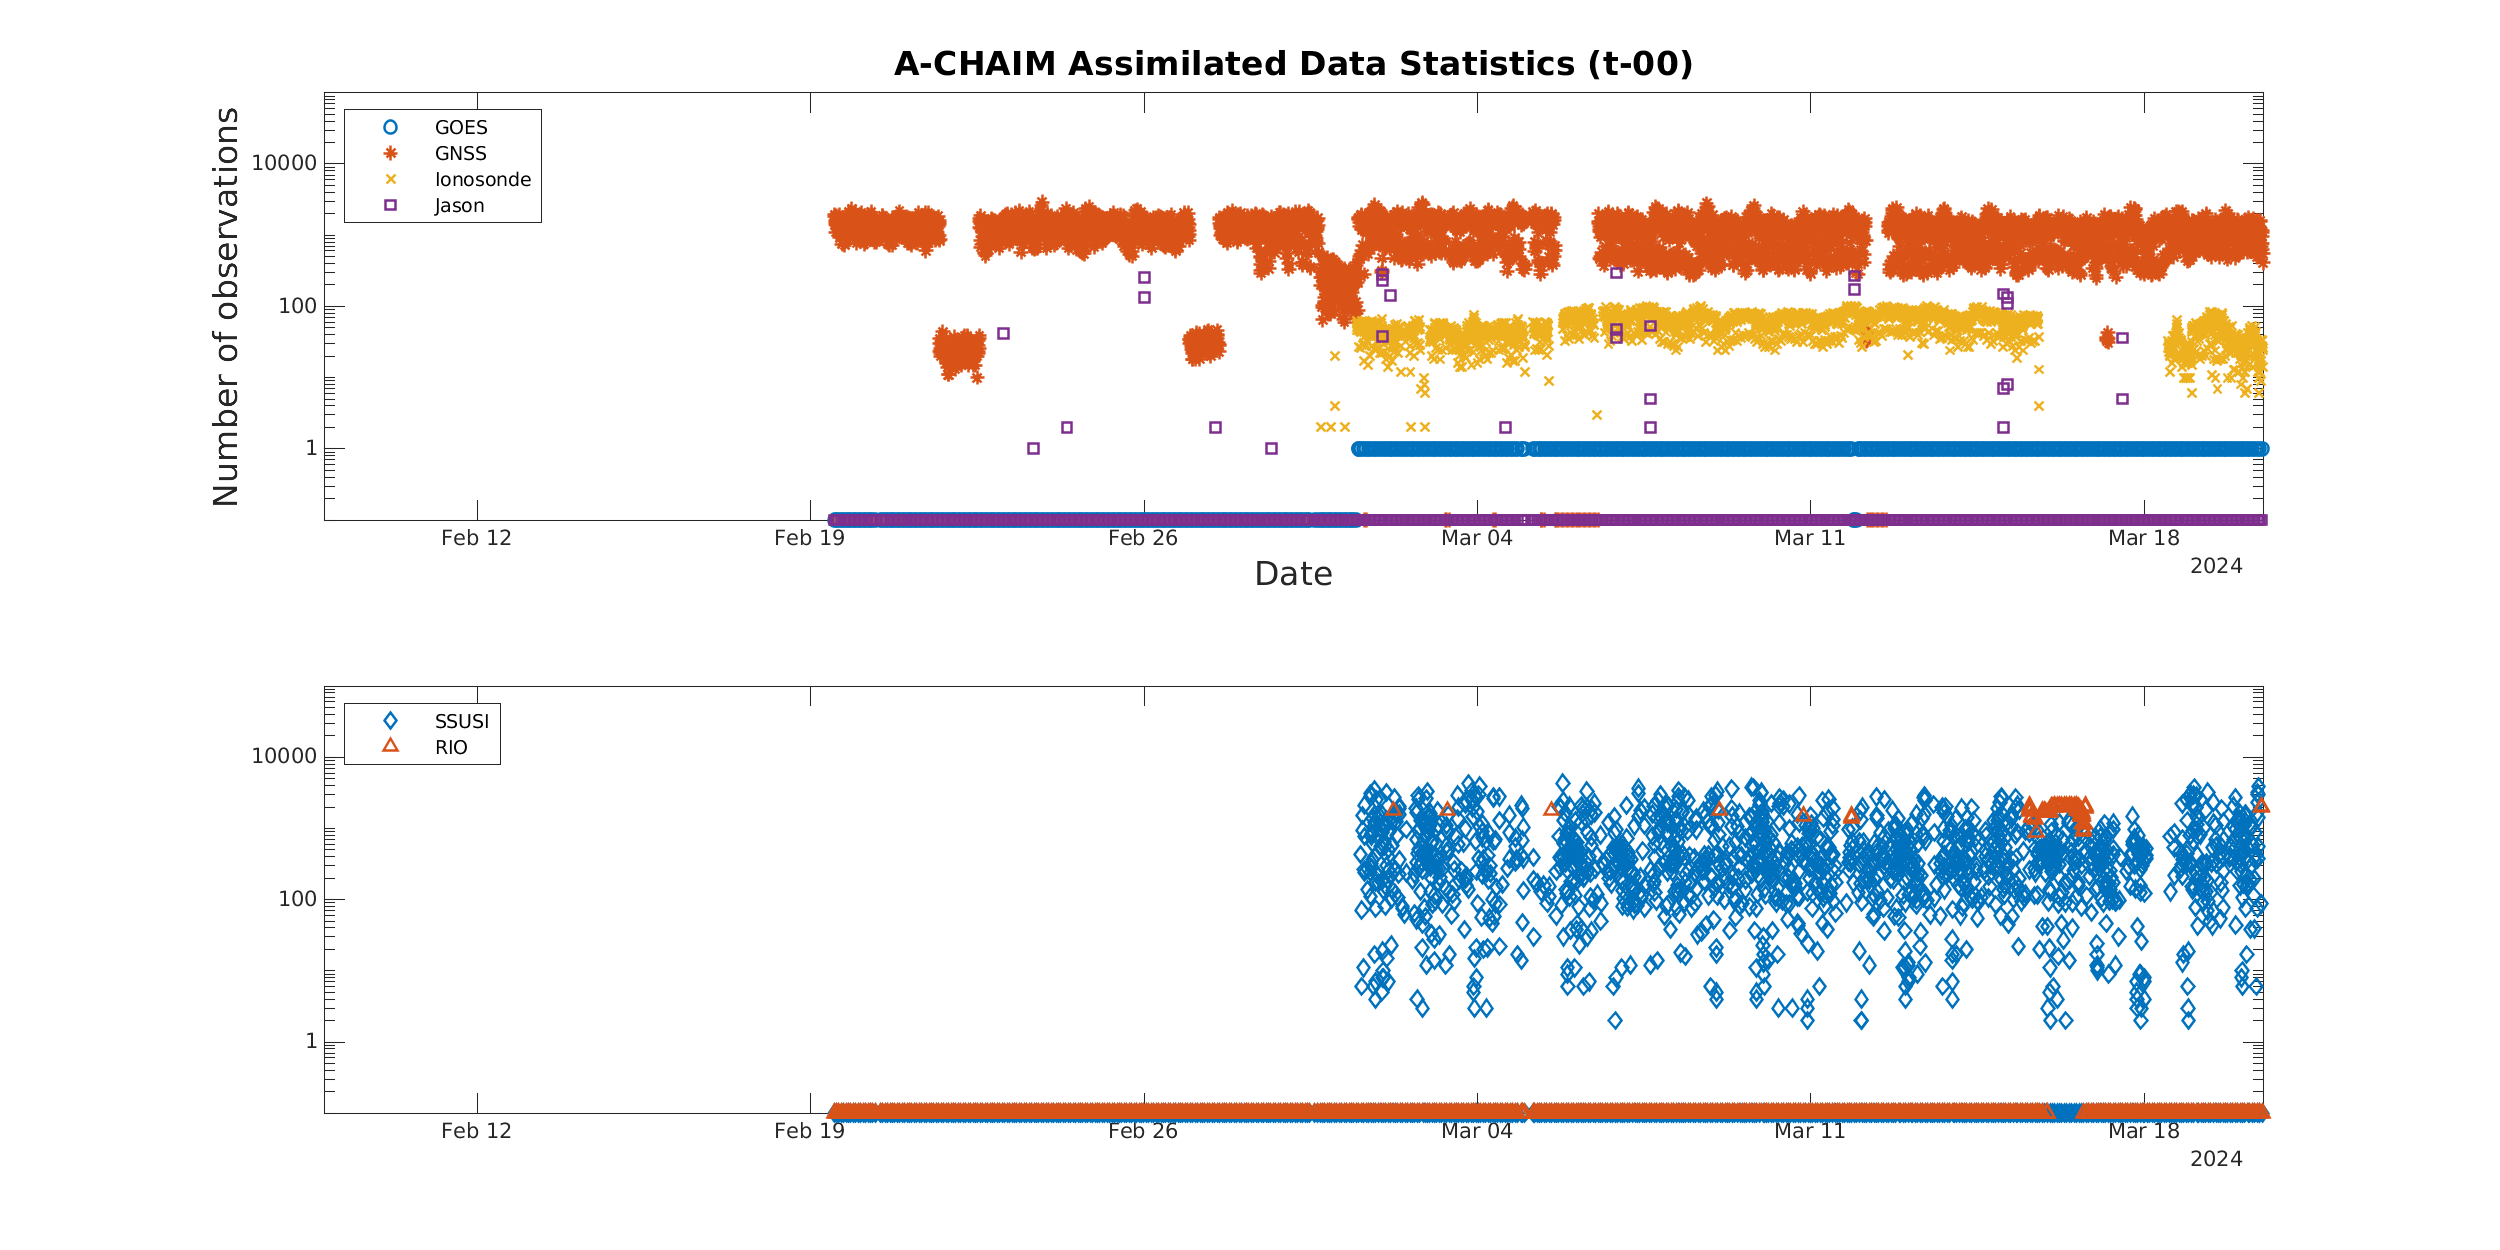 A-CHAIM Assimilated Data Statistics (t-00)
Number of observations
GOES
GNSS
Ionosonde
Jason
10000
100
1
Feb 12 Feb 19 Feb 26 Mar 04 Mar 11 Mar 18
2024
Date
SSUSI
RIO
10000
100
1
Feb 12 Feb 19 Feb 26 Mar 04 Mar 11 Mar 18
2024